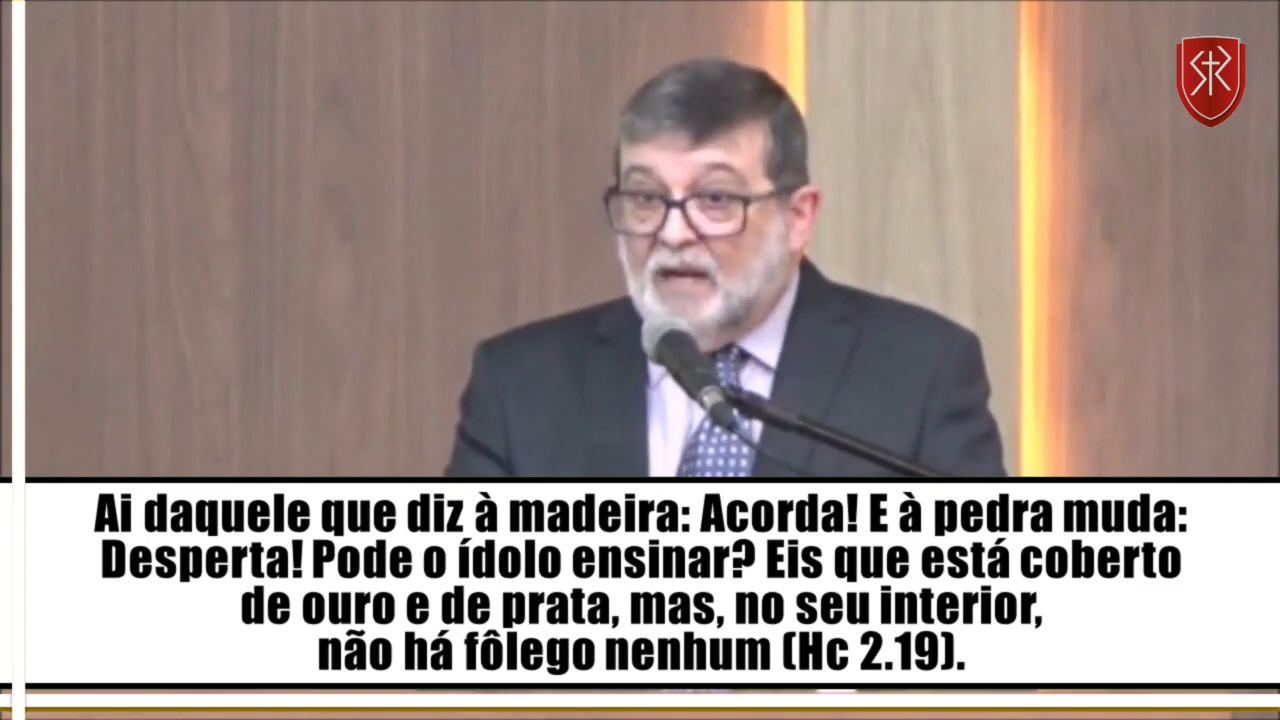 Ai daquele que diz à madeira: Acorda! E à pedra muda:
Desperta! Pode o ídolo ensinar? Eis que está coberto
de ouro e de prata, mas, no seu interior,
não há fôlego nenhum (Hc 2.19).